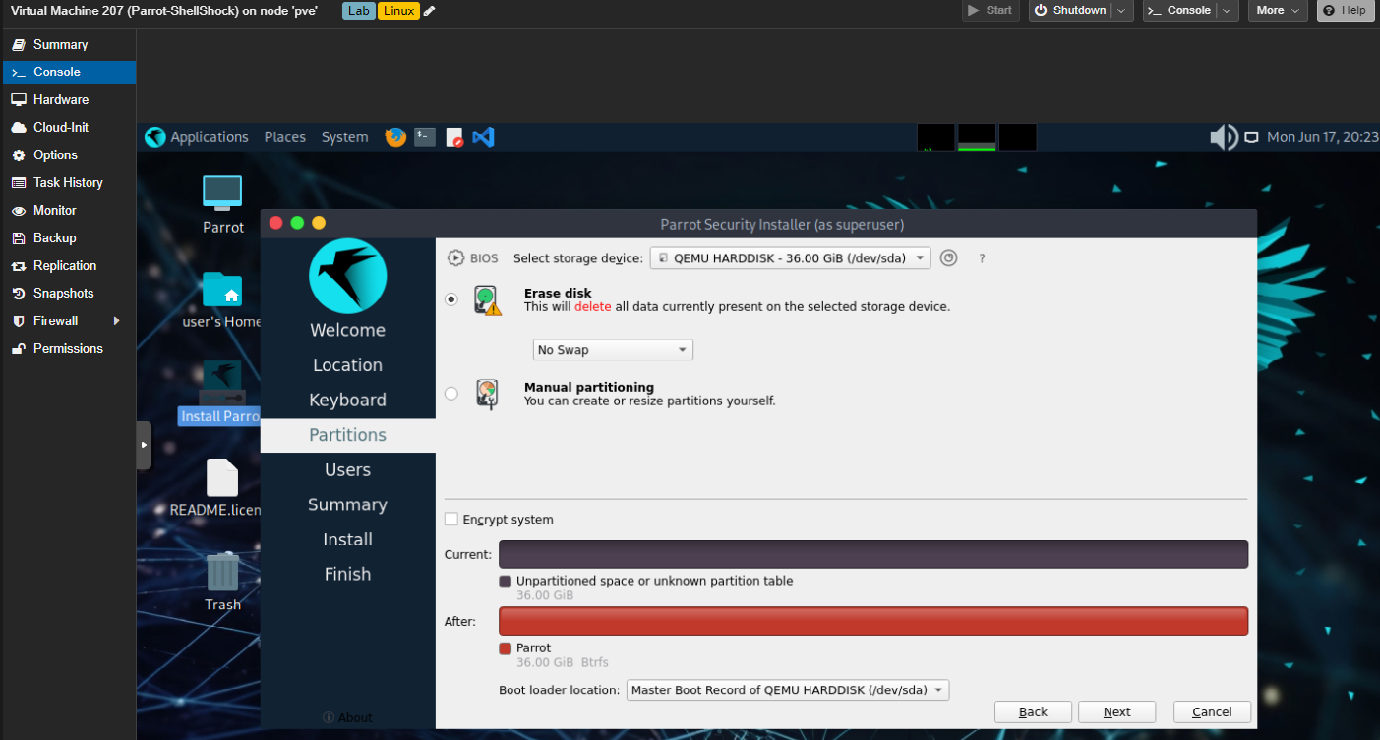 Virtual Machine 207 (Parrot-ShellShock) on node 'pve' Lab Linux Start Shutdown >_ Console More Help
Summary
>_ Console
Hardware
Cloud-Init
Options
Task History
Monitor
Backup
Replication
Snapshots
Firewall
Permissions
Applications Places System Mon Jun 17, 20:23
Parrot
user's Home
Install Parro
README.licen
Trash
Parrot Security Installer (as superuser)
Welcome
Location
Keyboard
Partitions
Users
Summary
Install
Finish
About
BIOS Select storage device: QEMU HARDDISK - 36.00 GiB (/dev/sda) ?
Erase disk
This will delete all data currently present on the selected storage device.
No Swap
Manual partitioning
You can create or resize partitions yourself.
Encrypt system
Current:
Unpartitioned space or unknown partition table
36.00 GiB
After:
Parrot
36.00 GiB Btrfs
Boot loader location: Master Boot Record of QEMU HARDDISK (/dev/sda)
Back Next Cancel